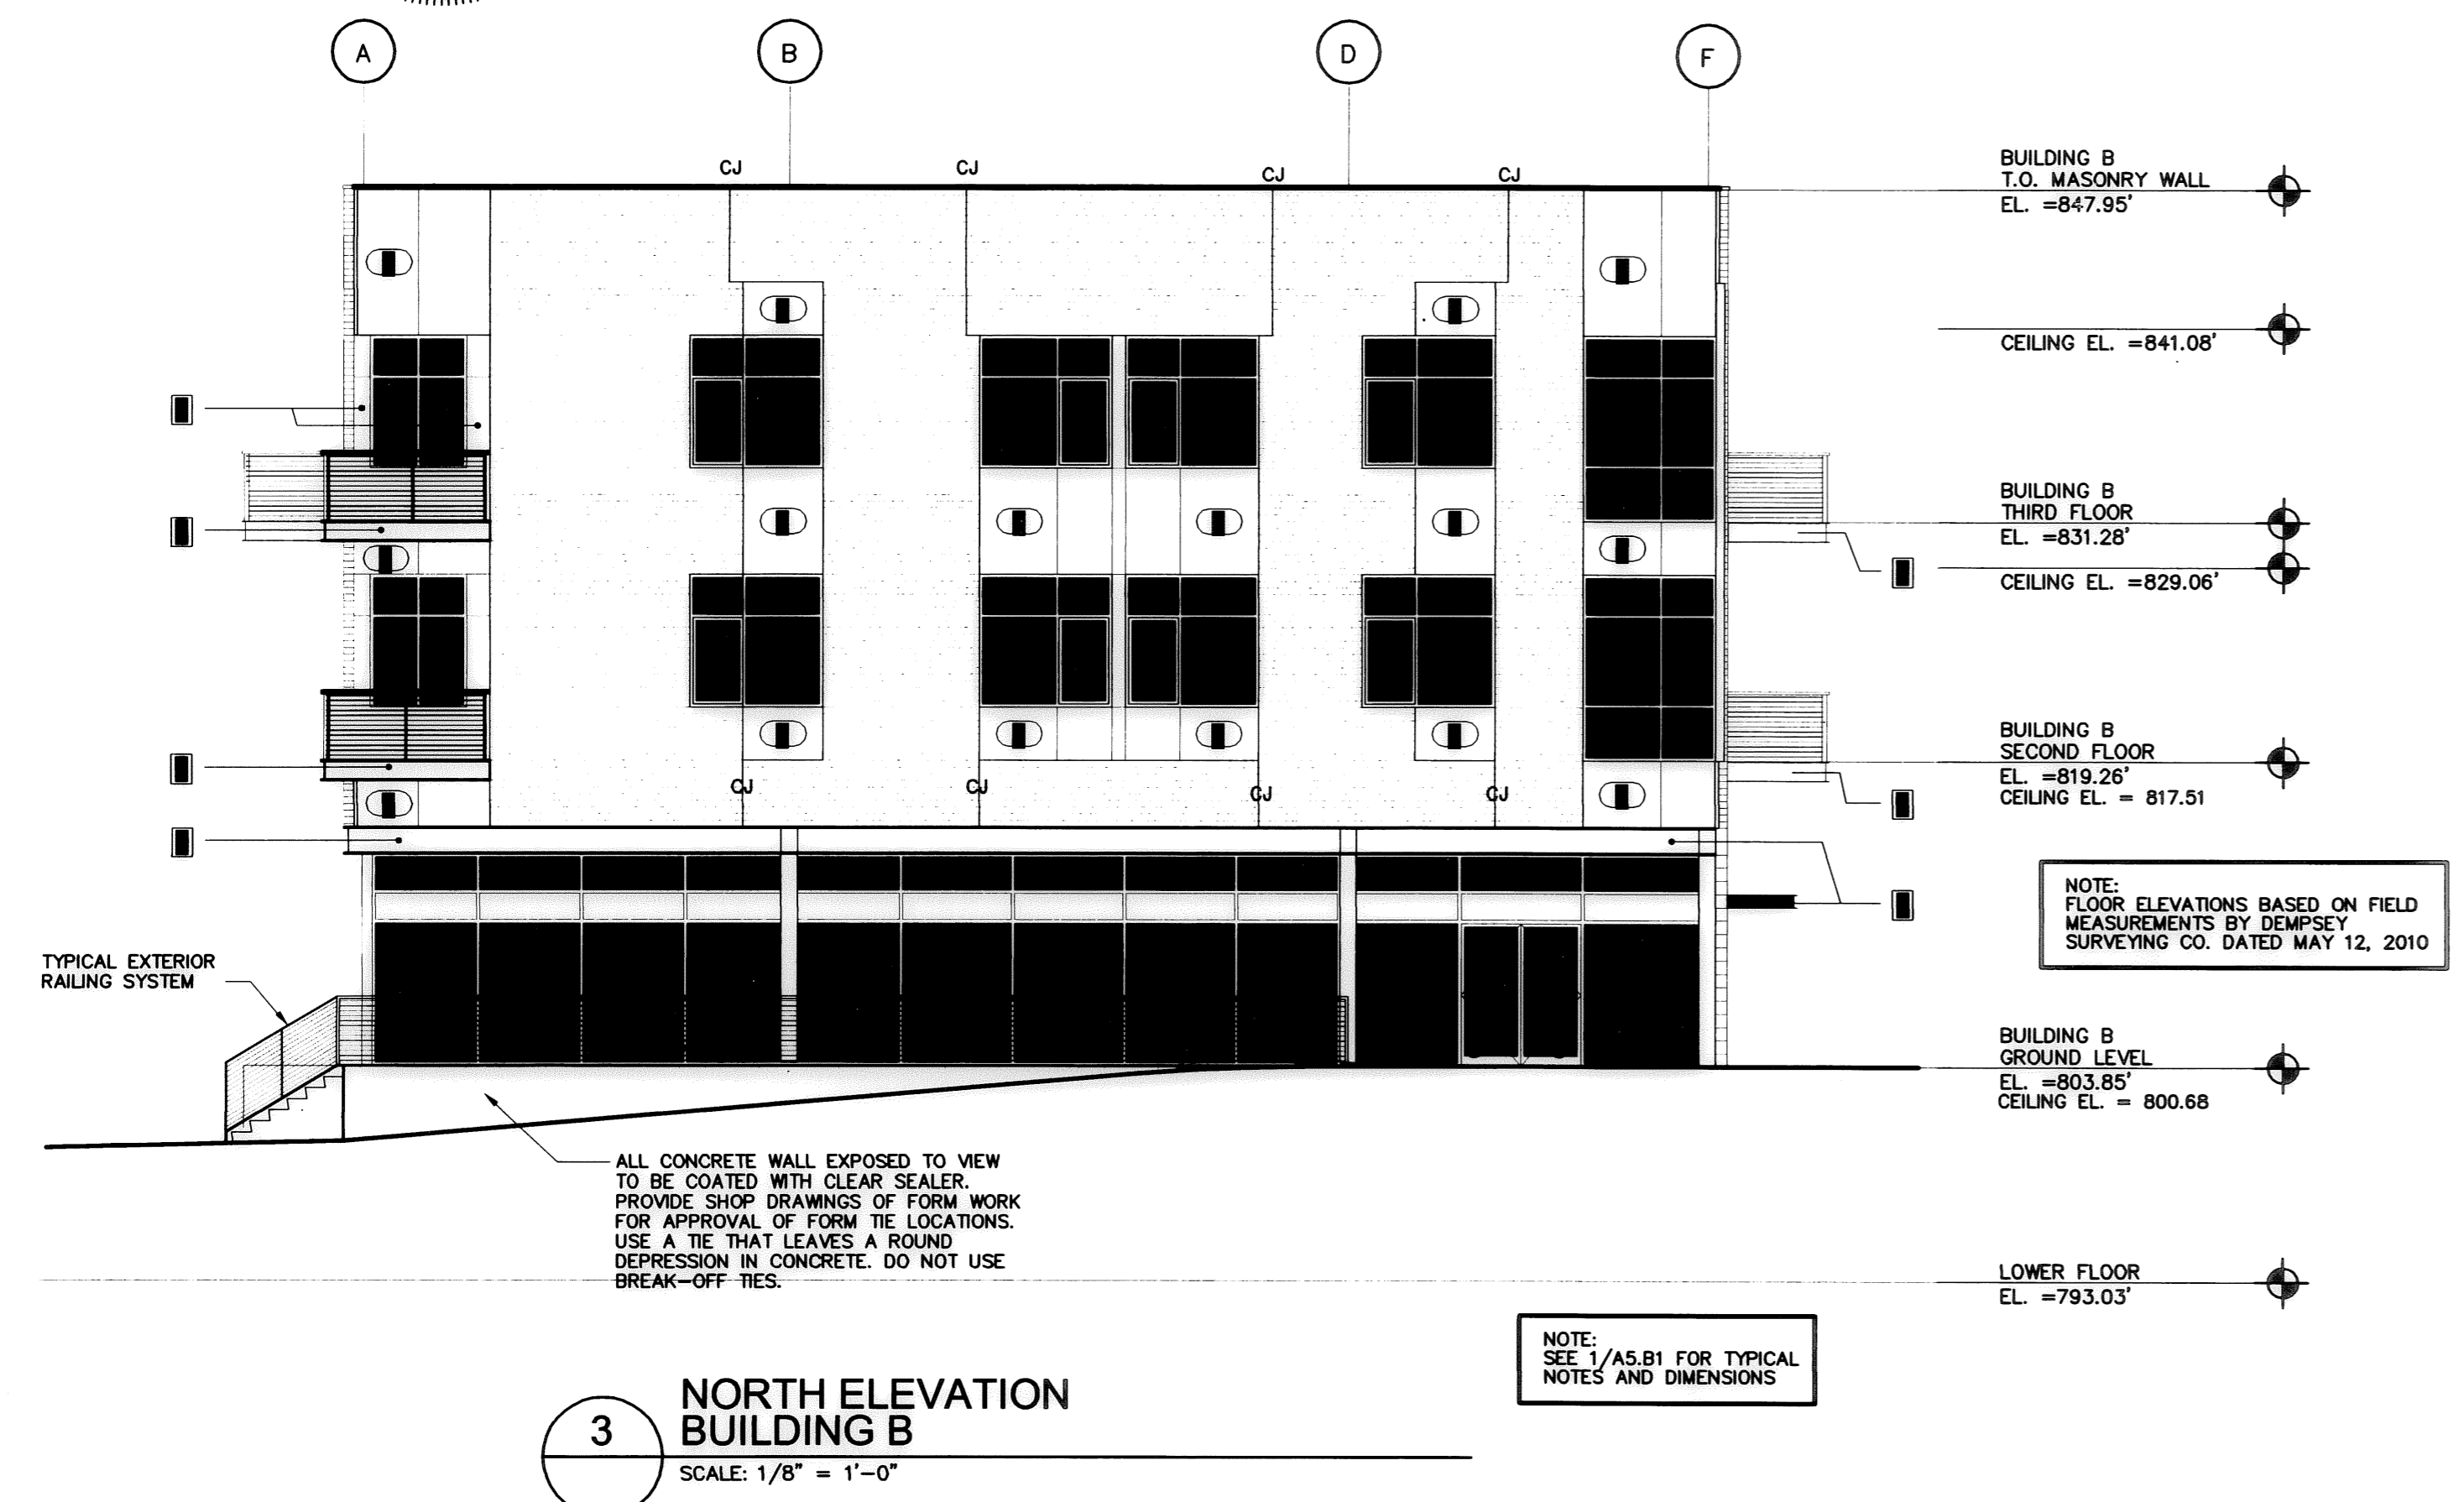 A
B
D
F
CJ
CJ
CJ
CJ
BUILDING B
T.O. MASONRY WALL
EL. =847.95'
CEILING EL. =841.08'
BUILDING B
THIRD FLOOR
EL. =831.28'
CEILING EL. =829.06'
BUILDING B
SECOND FLOOR
EL. =819.26'
CEILING EL. = 817.51
CJ
CJ
CJ
CJ
NOTE:
FLOOR ELEVATIONS BASED ON FIELD
MEASUREMENTS BY DEMPSEY
SURVEYING CO. DATED MAY 12, 2010
TYPICAL EXTERIOR
RAILING SYSTEM
BUILDING B
GROUND LEVEL
EL. =803.85'
CEILING EL. = 800.68
ALL CONCRETE WALL EXPOSED TO VIEW
TO BE COATED WITH CLEAR SEALER.
PROVIDE SHOP DRAWINGS OF FORM WORK
FOR APPROVAL OF FORM TIE LOCATIONS.
USE A TIE THAT LEAVES A ROUND
DEPRESSION IN CONCRETE. DO NOT USE
BREAK-OFF TIES.
LOWER FLOOR
EL. =793.03'
NOTE:
SEE 1/A5.B1 FOR TYPICAL
NOTES AND DIMENSIONS
3
NORTH ELEVATION
BUILDING B
SCALE: 1/8" = 1'-0"